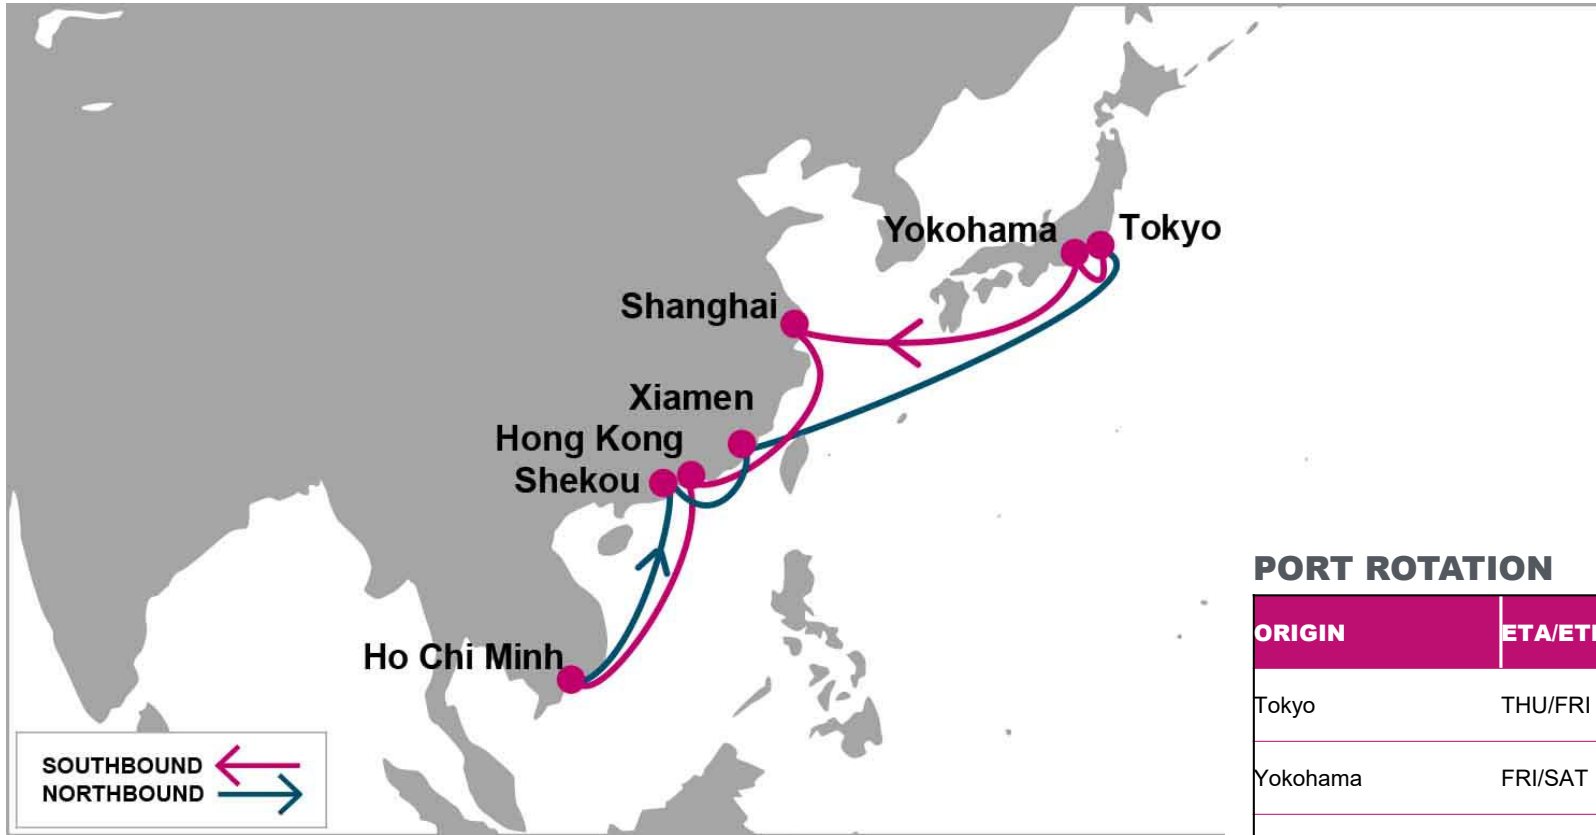 Yokohama
Tokyo
Shanghai
Xiamen
Hong Kong
Shekou
Ho Chi Minh
SOUTHBOUND
NORTHBOUND
PORT ROTATION
ORIGIN
Tokyo THU/FRI
Yokohama FRI/SAT